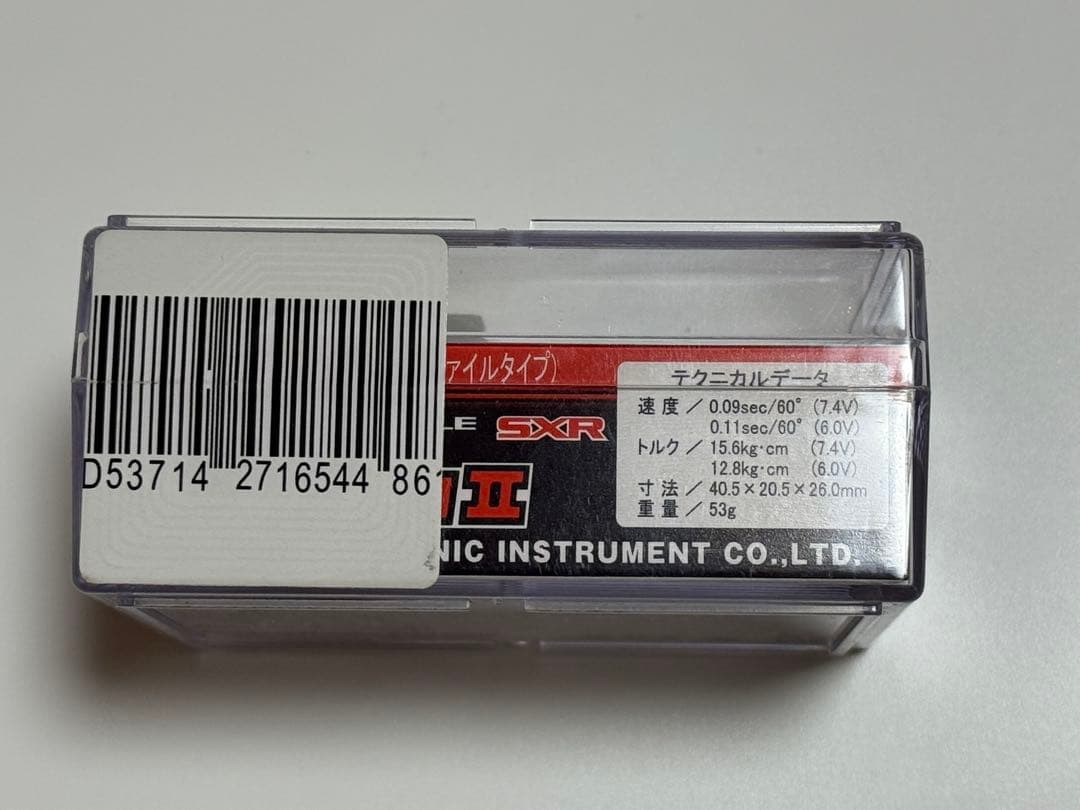 D53714 2716544 861
ァイルタイプ)
LE SXR
II
NIC INSTRUMENT CO.,LTD.
テクニカルデータ
速度/0.09sec/60° (7.4V)
0.11sec/60° (6.0V)
トルク/15.6kg·cm (7.4V)
12.8kg·cm (6.0V)
寸法/40.5×20.5×26.0mm
重量/53g